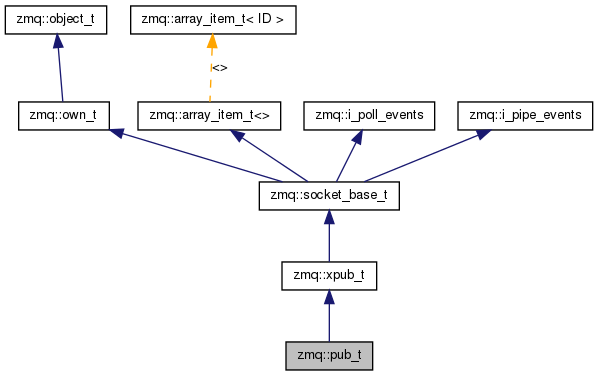 zmq::object_t
zmq::array_item_t< ID >
<>
zmq::own_t
zmq::array_item_t<>
zmq::i_poll_events
zmq::i_pipe_events
zmq::socket_base_t
zmq::xpub_t
zmq::pub_t